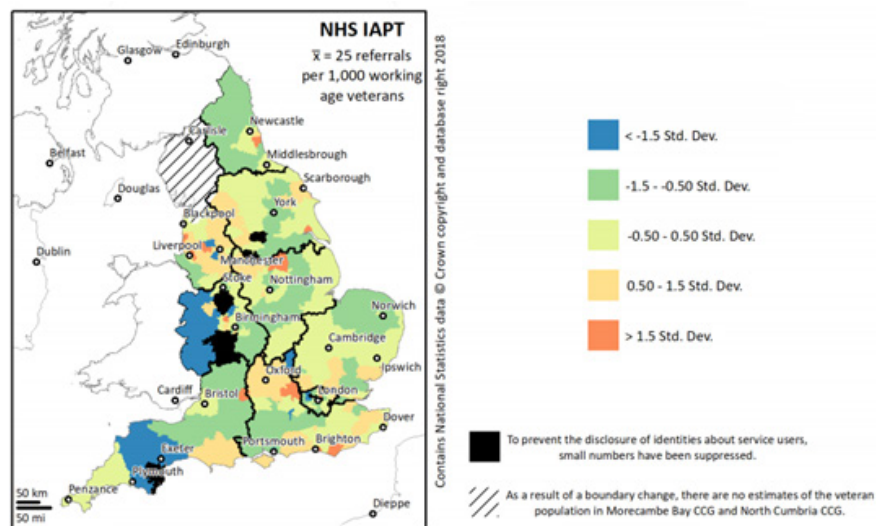 NHS IAPT
x̅ = 25 referrals
per 1,000 working
age veterans
Glasgow
Edinburgh
Carlisle
Newcastle
Belfast
Middlesbrough
Douglas
Scarborough
York
Blackpool
Dublin
Liverpool
Manchester
Stoke
Nottingham
Norwich
Birmingham
Cambridge
Ipswich
Oxford
Cardiff
Bristol
London
Dover
Exeter
Portsmouth
Brighton
Plymouth
Penzance
Dieppe
50 km
50 mi
Contains National Statistics data © Crown copyright and database right 2018
< -1.5 Std. Dev.
-1.5 - -0.50 Std. Dev.
-0.50 - 0.50 Std. Dev.
0.50 - 1.5 Std. Dev.
> 1.5 Std. Dev.
To prevent the disclosure of identities about service users,
small numbers have been suppressed.
As a result of a boundary change, there are no estimates of the veteran
population in Morecambe Bay CCG and North Cumbria CCG.